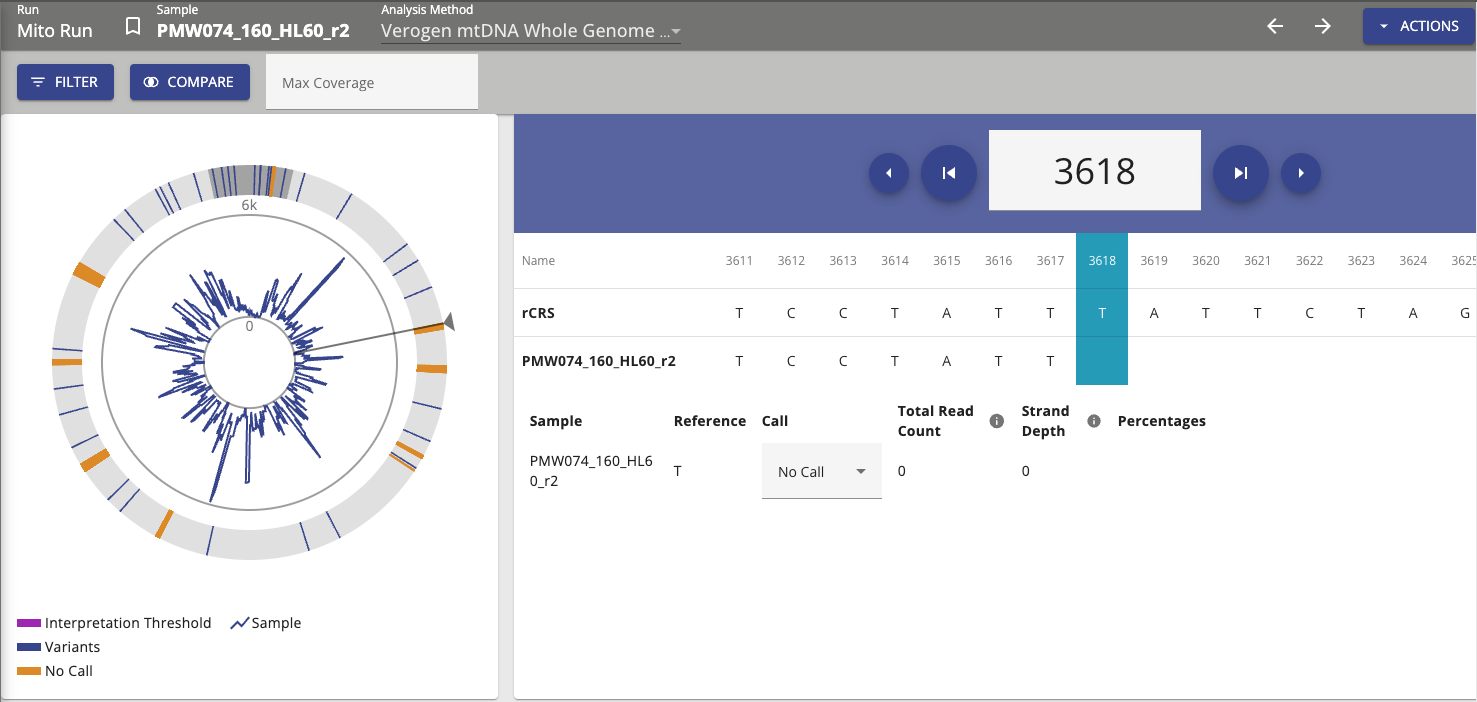 Run
Mito Run
Sample
PMW074_160_HL60_r2
Analysis Method
Verogen mtDNA Whole Genome ...
ACTIONS
FILTER
COMPARE
Max Coverage
6k
0
Interpretation Threshold
Sample
Variants
No Call
3618
Name 3611 3612 3613 3614 3615 3616 3617 3618 3619 3620 3621 3622 3623 3624 3625
rCRS T C C T A T T T A T T C T A G
PMW074_160_HL60_r2 T C C T A T T
Sample Reference Call Total Read Count Strand Depth Percentages
PMW074_160_HL6 T No Call 0 0
0_r2